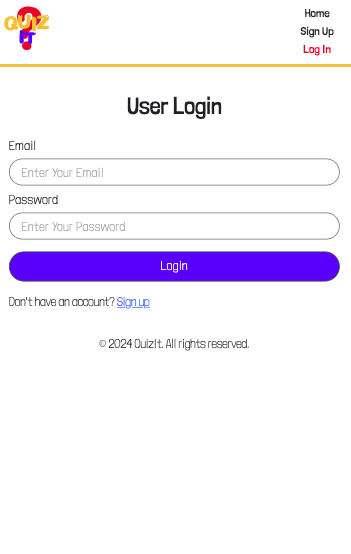 QUIZ
IT
Home
Sign Up
Log In
User Login
Email
Enter Your Email
Password
Enter Your Password
Login
Don't have an account? Sign up
© 2024 QuizIt. All rights reserved.